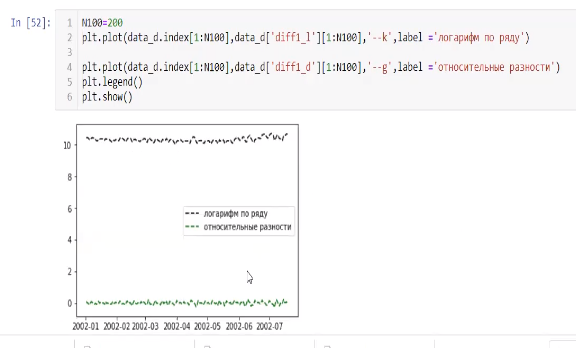 In [52]:
1 N100=200
2 plt.plot(data_d.index[1:N100],data_d['diff1_l'][1:N100],'--k',label ='логарифм по ряду')
3
4 plt.plot(data_d.index[1:N100],data_d['diff1_d'][1:N100],'--g',label ='относительные разности')
5 plt.legend()
6 plt.show()
10
8
6
4
2
0
логарифм по ряду
относительные разности
2002-01 2002-02 2002-03 2002-04 2002-05 2002-06 2002-07